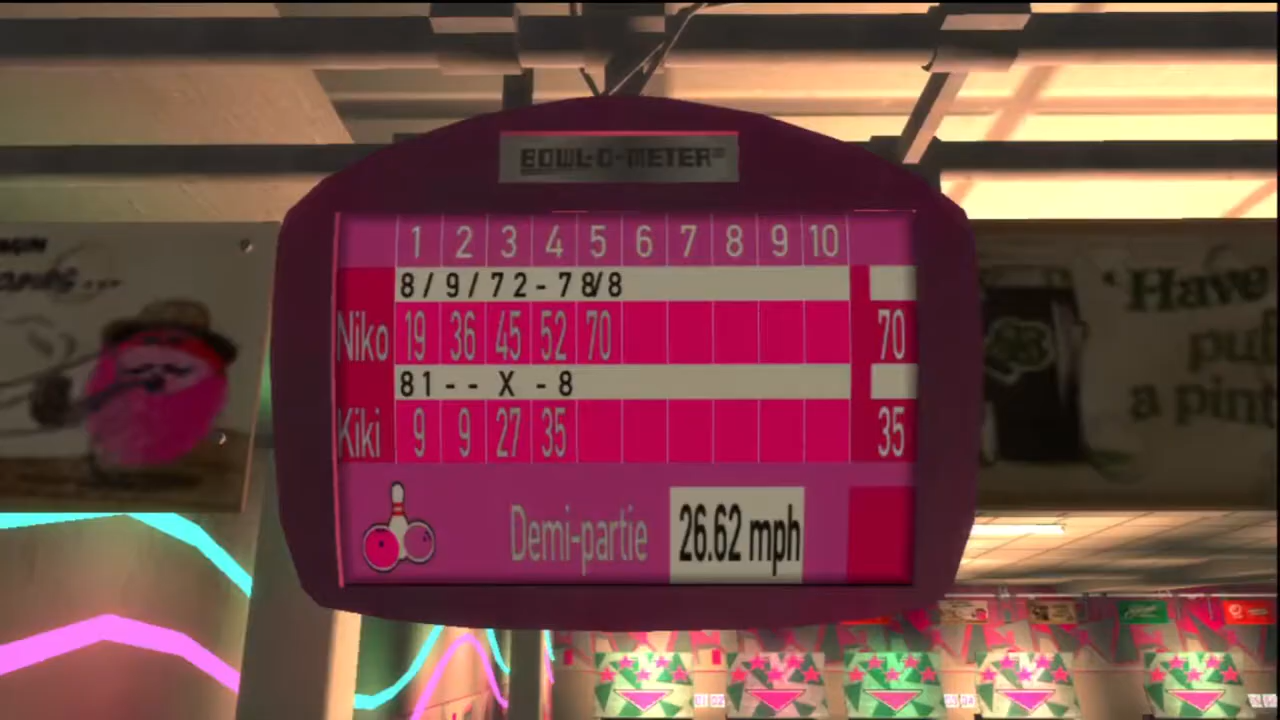 BOWL-O-METER
1 2 3 4 5 6 7 8 9 10
8 / 9 / 7 2 - 7 8 / 8
Niko 19 36 45 52 70 70
8 1 - - X - 8
Kiki 9 9 27 35 35
Demi-partie 26.62 mph
Have
a pint